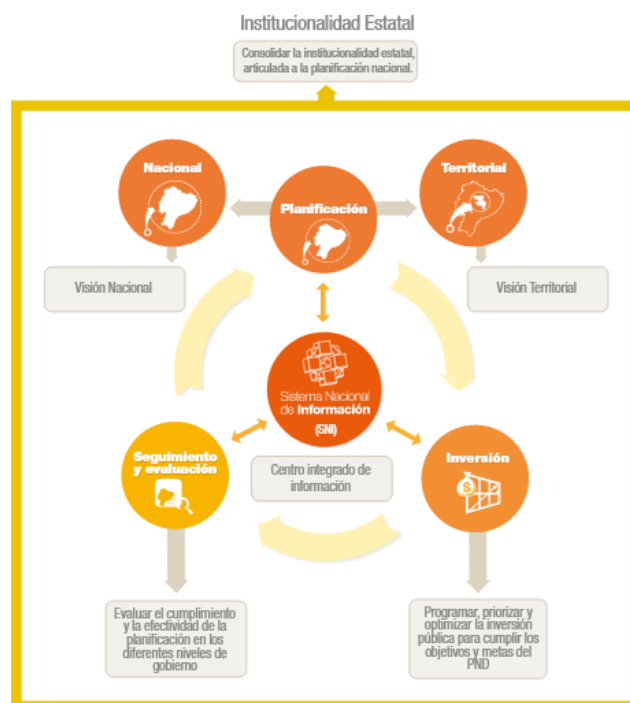 Institucionalidad Estatal
Consolidar la institucionalidad estatal,
articulada a la planificación nacional.
Nacional
Planificación
Territorial
Visión Nacional
Visión Territorial
Sistema Nacional
de Información
(SNI)
Centro integrado de
información
Seguimiento
y evaluación
Inversión
$
Evaluar el cumplimiento
y la efectividad de la
planificación en los
diferentes niveles de
gobierno
Programar, priorizar y
optimizar la inversión
pública para cumplir los
objetivos y metas del
PND